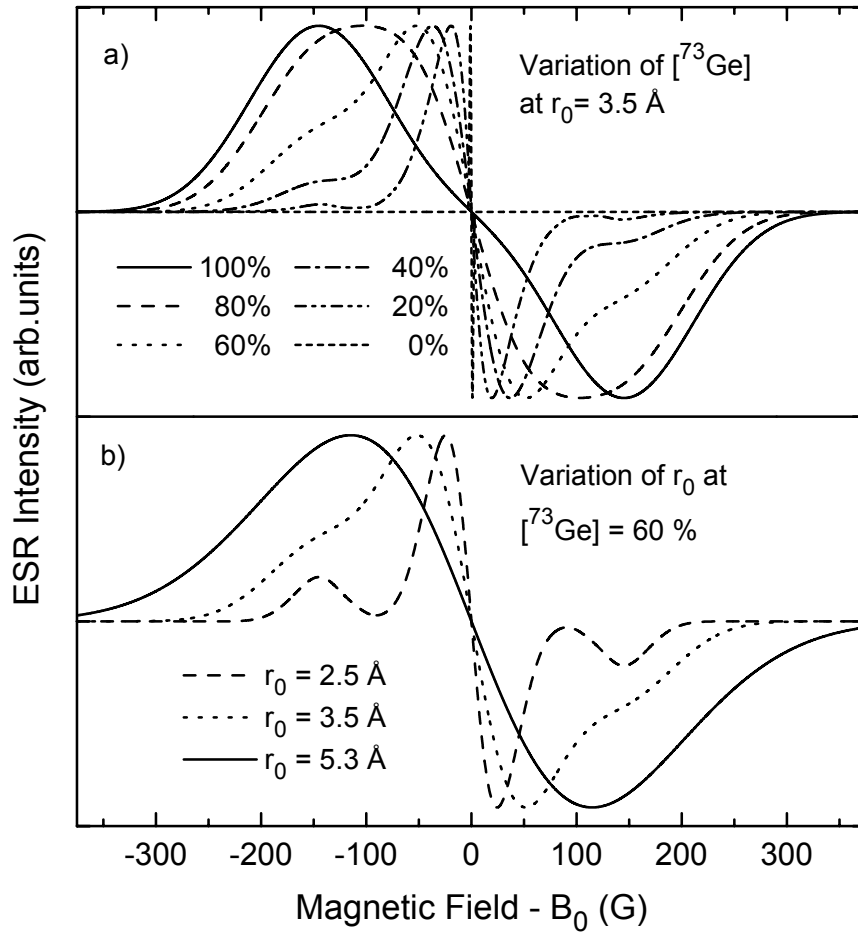 a)
Variation of [⁷³Ge]
at r₀= 3.5 Å
100%
80%
60%
40%
20%
0%
b)
Variation of r₀ at
[⁷³Ge] = 60 %
r₀ = 2.5 Å
r₀ = 3.5 Å
r₀ = 5.3 Å
ESR Intensity (arb.units)
-300 -200 -100 0 100 200 300
Magnetic Field - B₀ (G)